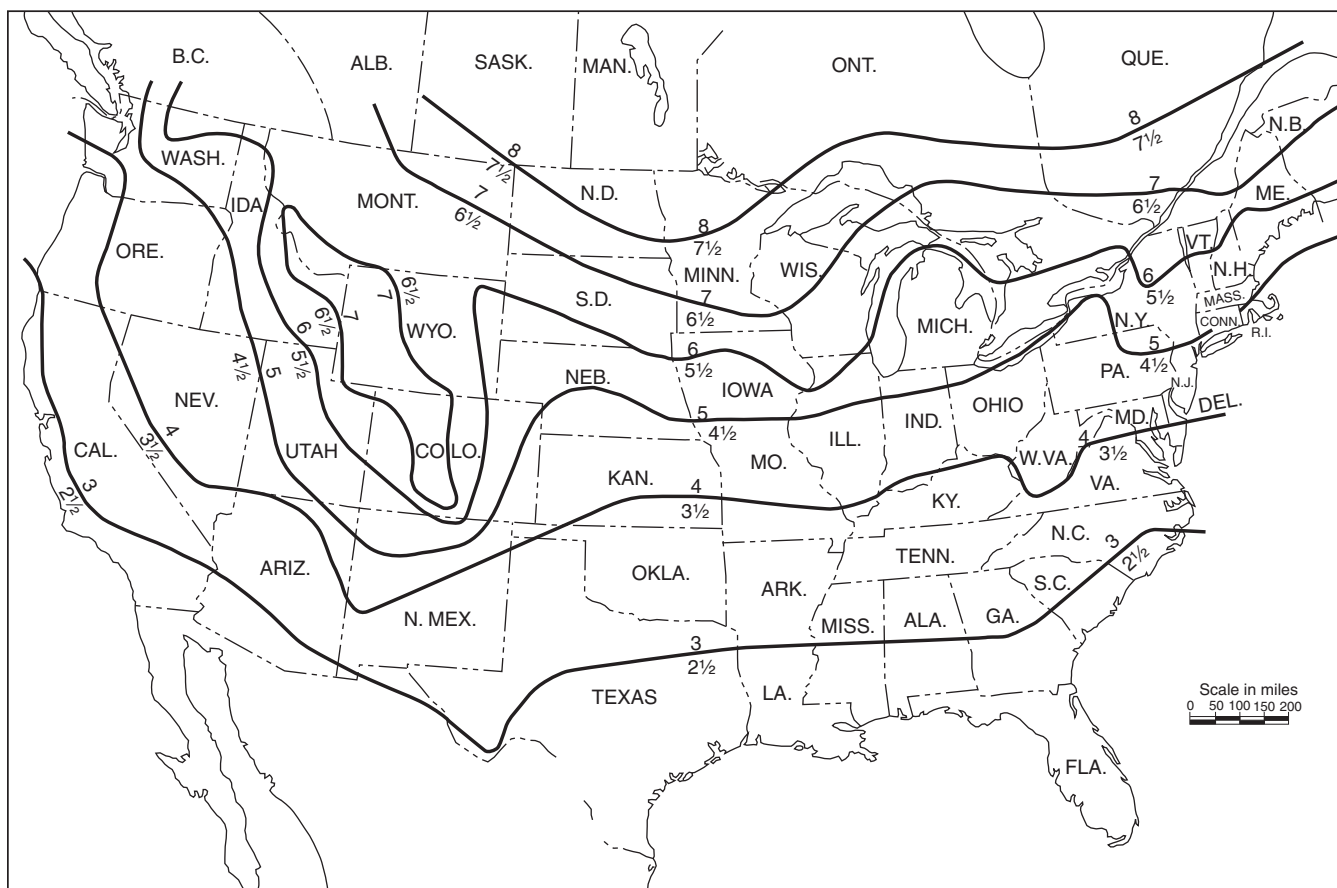 B.C.
ALB.
SASK.
MAN.
ONT.
QUE.
8
7½
N.B.
WASH.
8
7½
7
6½
N.D.
7
6½
ME.
IDA
MONT.
8
7½
VT.
ORE.
MINN.
WIS.
N.H.
6
5½
6½
7
S.D.
7
6½
MASS.
6½
7
WYO.
MICH.
N.Y.
CONN.
R.I.
6
5½
4½
5
6
5½
5
4½
NEB.
IOWA
PA.
N.J.
NEV.
5
4½
OHIO
DEL.
IND.
MD.
4
3½
CAL.
UTAH
COLO.
ILL.
4
3½
W.VA.
KAN.
MO.
VA.
3
2½
4
3½
KY.
N.C.
3
2½
TENN.
ARIZ.
OKLA.
ARK.
S.C.
N. MEX.
MISS.
ALA.
GA.
3
2½
TEXAS
LA.
Scale in miles
0 50 100 150 200
FLA.